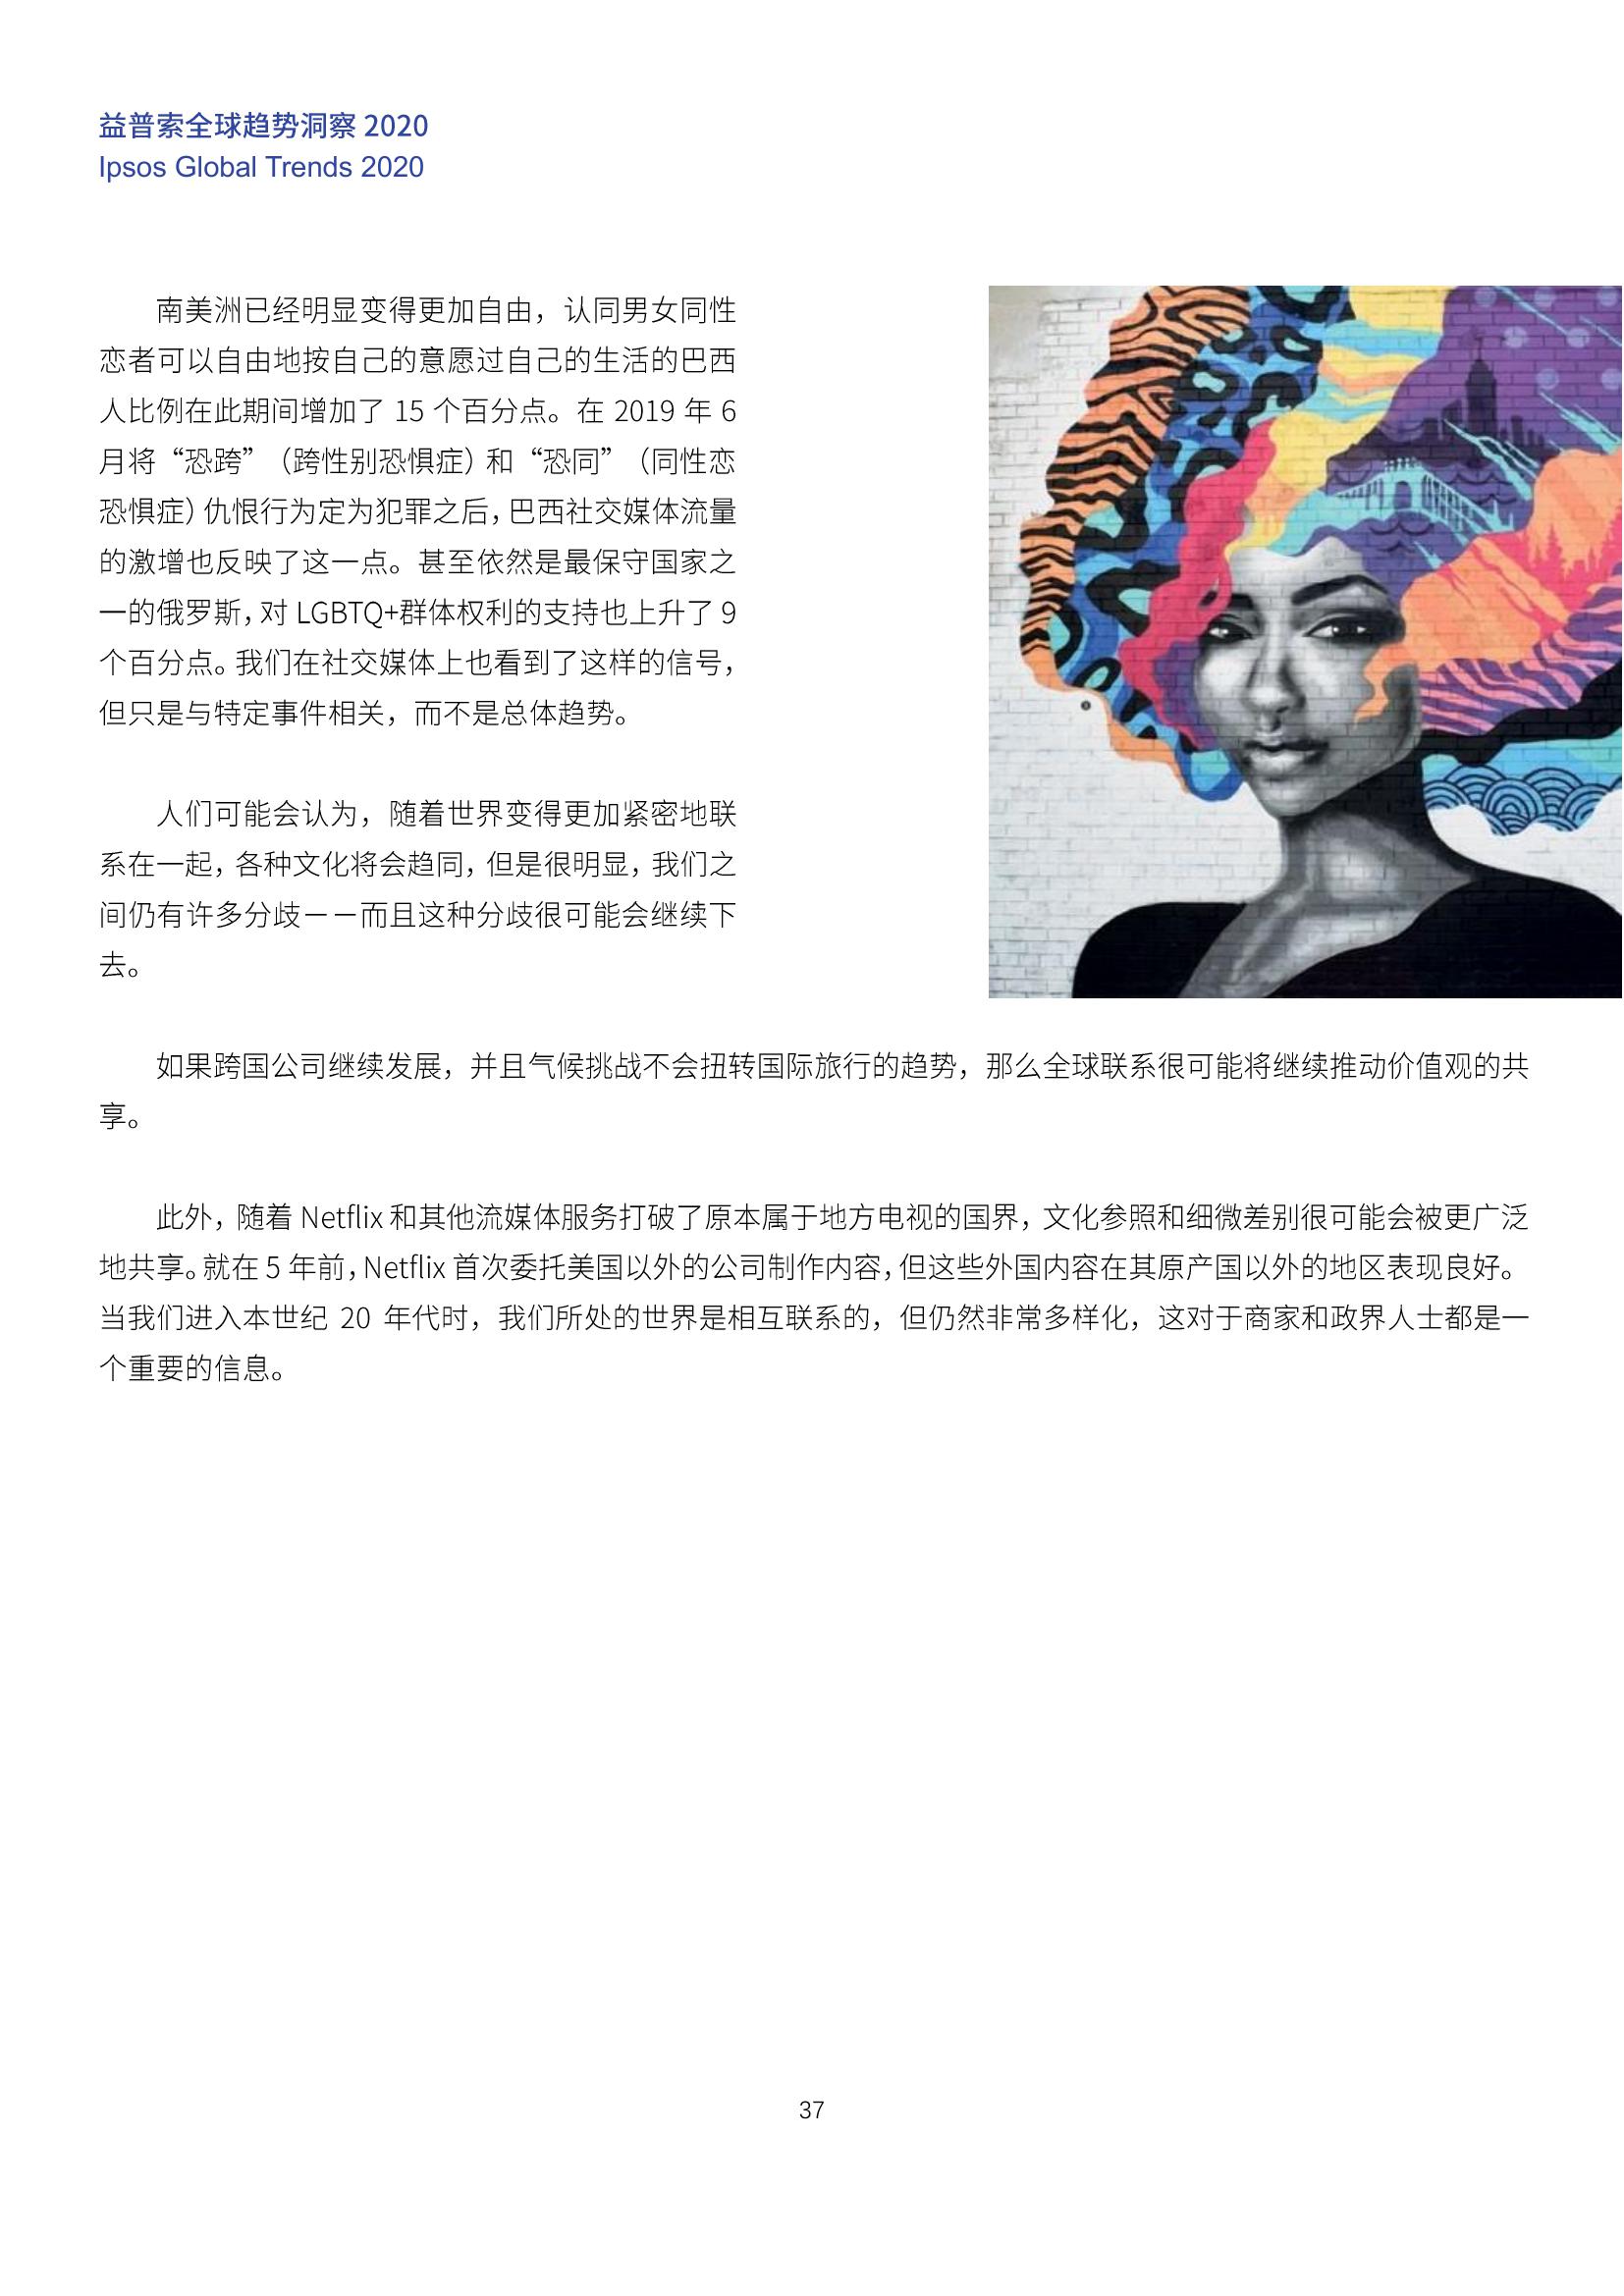 益普索全球趋势洞察 2020
Ipsos Global Trends 2020
南美洲已经明显变得更加自由，认同男女同性
恋者可以自由地按自己的意愿过自己的生活的巴西
人比例在此期间增加了 15 个百分点。在 2019 年 6
月将“恐跨”（跨性别恐惧症）和“恐同”（同性恋
恐惧症）仇恨行为定为犯罪之后，巴西社交媒体流量
的激增也反映了这一点。甚至依然是最保守国家之
一的俄罗斯，对 LGBTQ+群体权利的支持也上升了 9
个百分点。我们在社交媒体上也看到了这样的信号，
但只是与特定事件相关，而不是总体趋势。
人们可能会认为，随着世界变得更加紧密地联
系在一起，各种文化将会趋同，但是很明显，我们之
间仍有许多分歧——而且这种分歧很可能会继续下
去。
如果跨国公司继续发展，并且气候挑战不会扭转国际旅行的趋势，那么全球联系很可能将继续推动价值观的共
享。
此外，随着 Netflix 和其他流媒体服务打破了原本属于地方电视的国界，文化参照和细微差别很可能会被更广泛
地共享。就在 5 年前，Netflix 首次委托美国以外的公司制作内容，但这些外国内容在其原产国以外的地区表现良好。
当我们进入本世纪 20 年代时，我们所处的世界是相互联系的，但仍然非常多样化，这对于商家和政界人士都是一
个重要的信息。
37